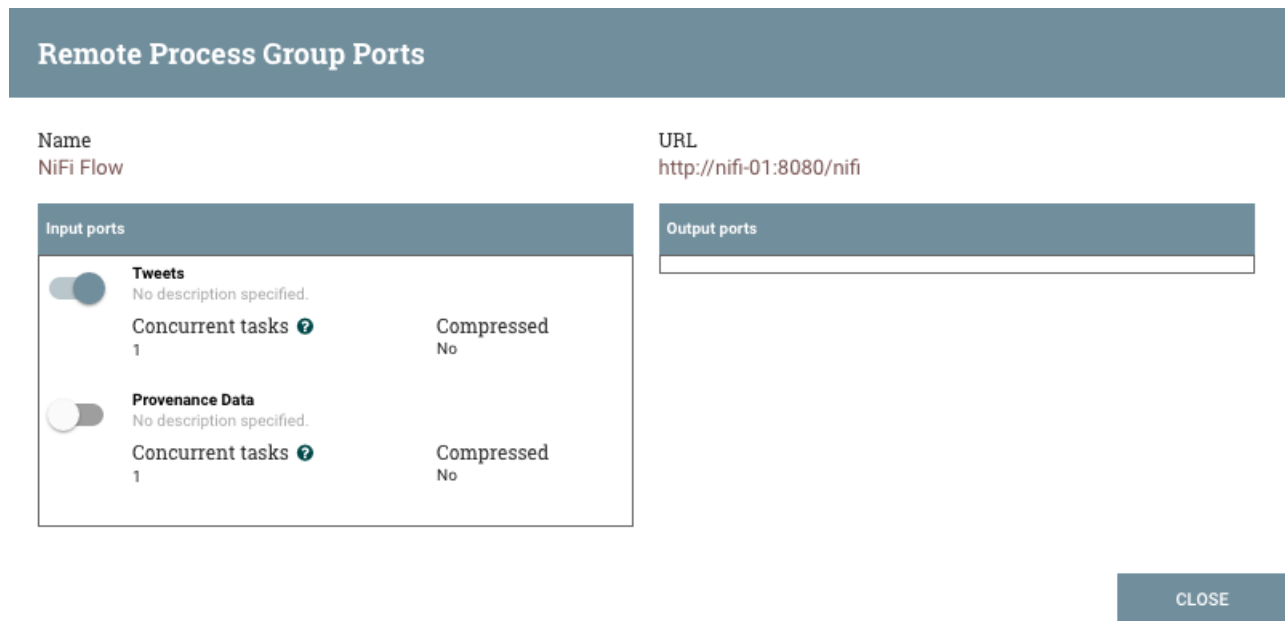 Remote Process Group Ports
Name
NiFi Flow
URL
http://nifi-01:8080/nifi
Input ports
Tweets
No description specified.
Concurrent tasks ?
1
Compressed
No
Provenance Data
No description specified.
Concurrent tasks ?
1
Compressed
No
Output ports
CLOSE